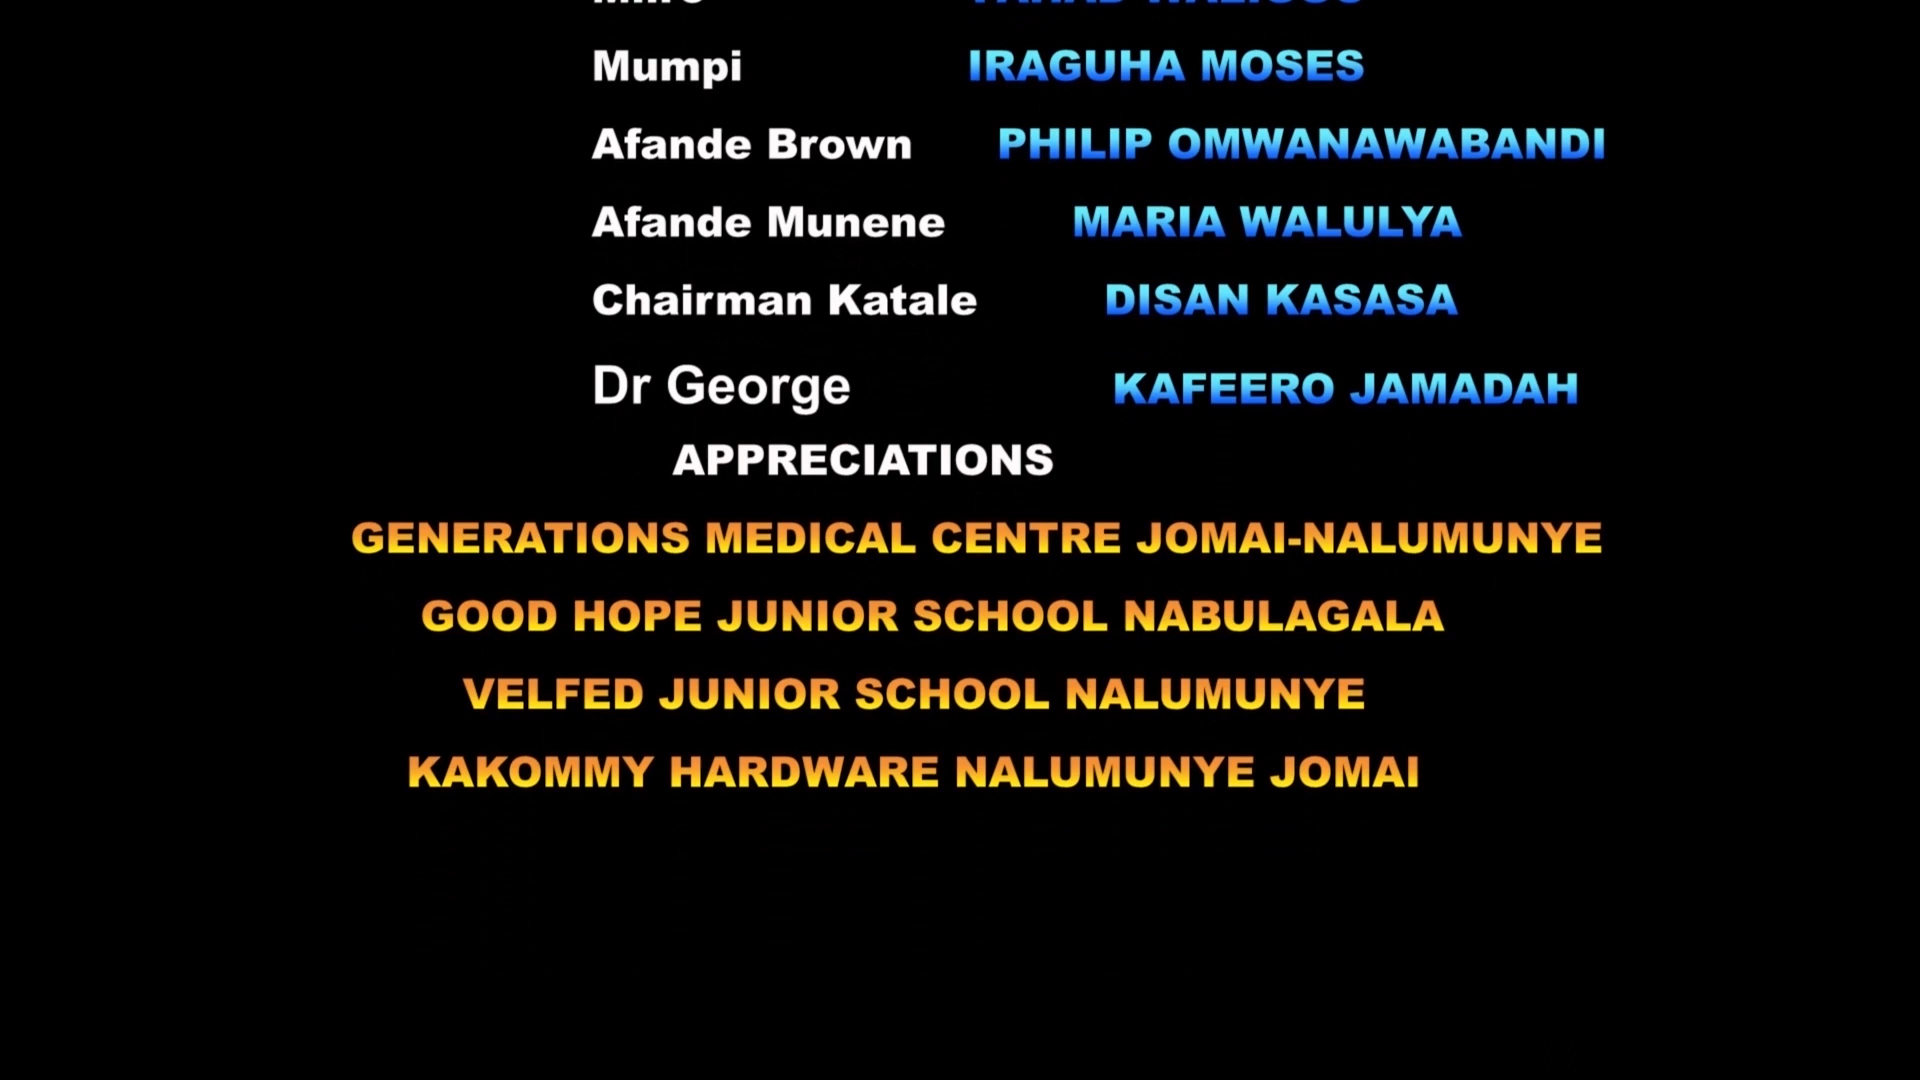 Mumpi IRAGUHA MOSES
Afande Brown PHILIP OMWANAWABANDI
Afande Munene MARIA WALULYA
Chairman Katale DISAN KASASA
Dr George KAFEERO JAMADAH
APPRECIATIONS
GENERATIONS MEDICAL CENTRE JOMAI-NALUMUNYE
GOOD HOPE JUNIOR SCHOOL NABULAGALA
VELFED JUNIOR SCHOOL NALUMUNYE
KAKOMMY HARDWARE NALUMUNYE JOMAI